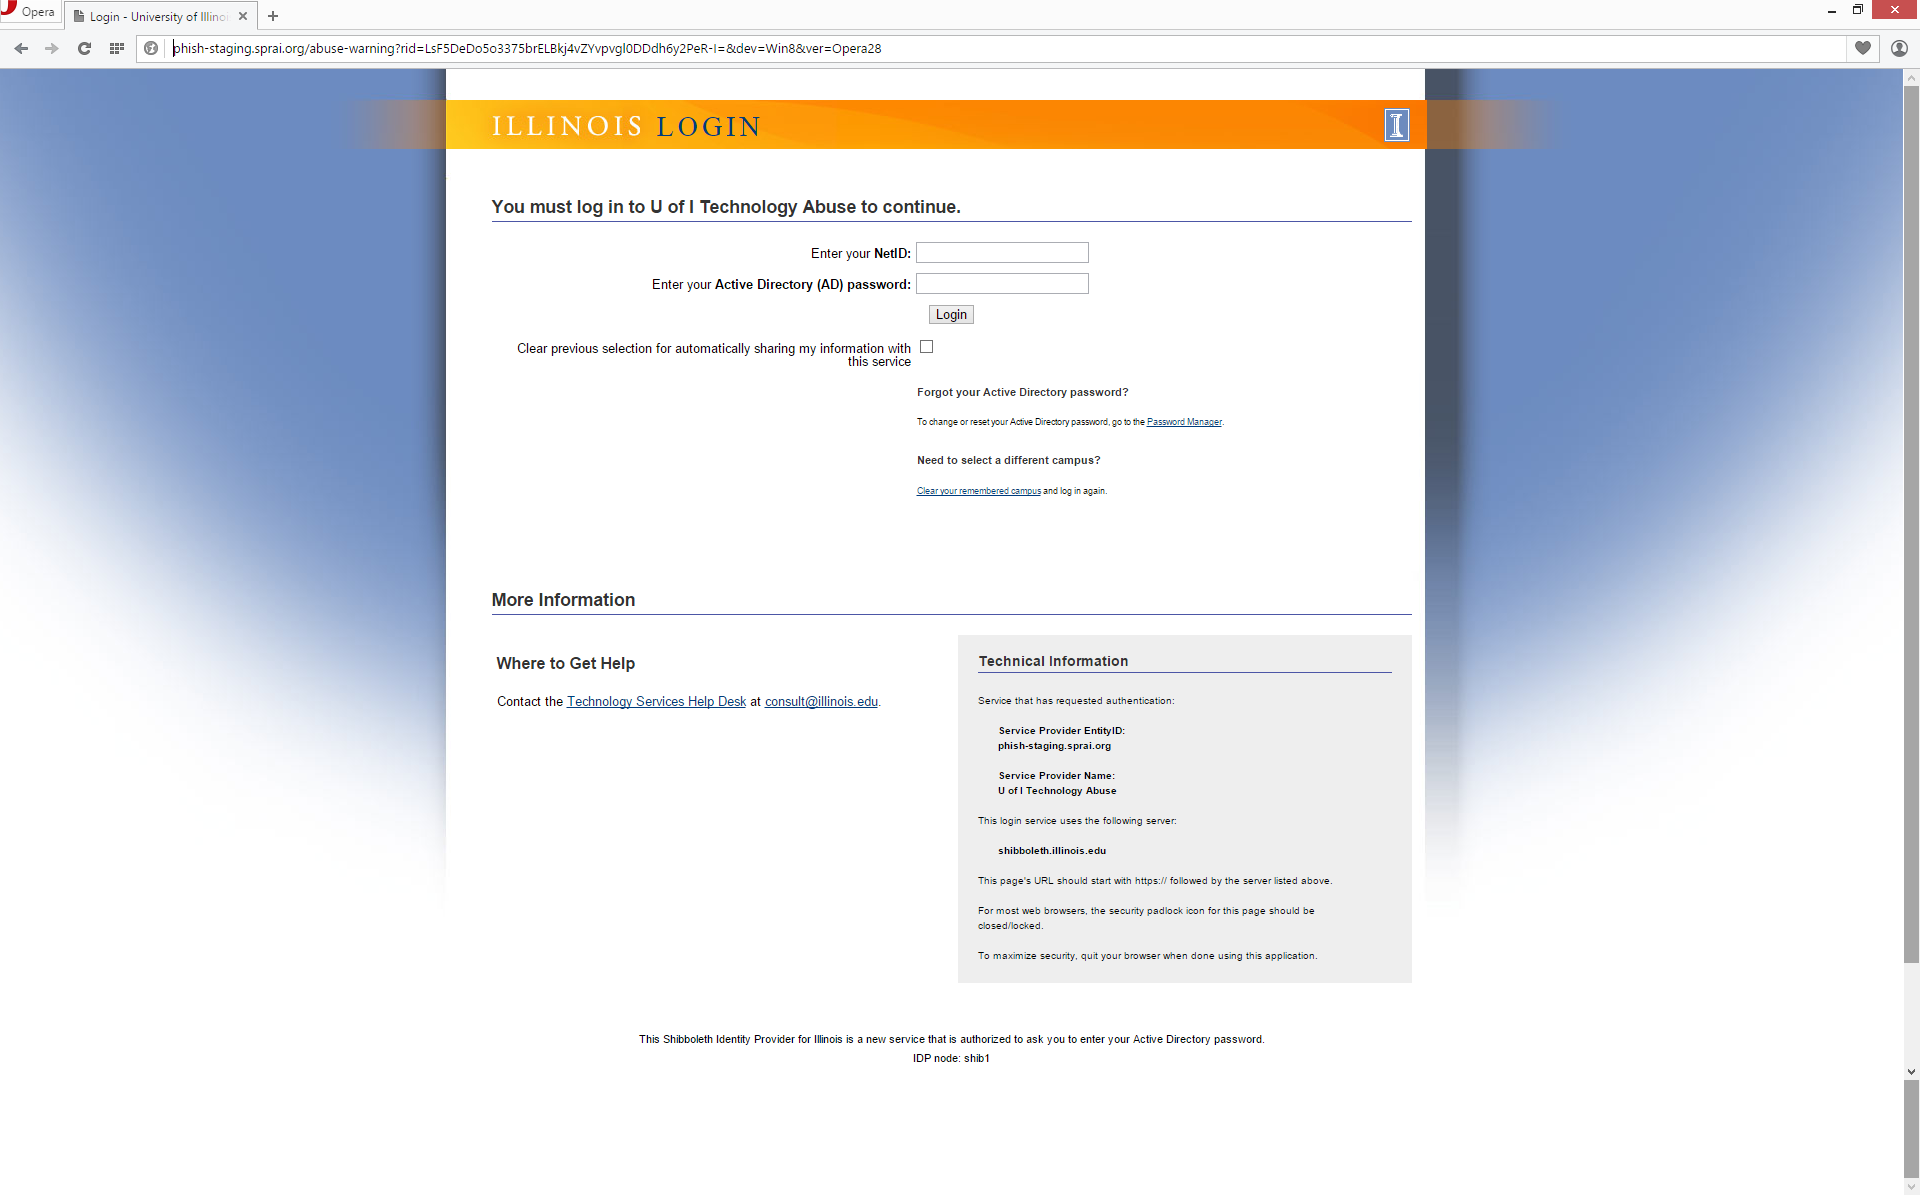 Opera
Login - University of Illinoi
phish-staging.sprai.org/abuse-warning?rid=LsF5DeDo5o3375brELBkj4vZYvpvgl0DDdh6y2PeR-I=&dev=Win8&ver=Opera28
ILLINOIS LOGIN
I
You must log in to U of I Technology Abuse to continue.
Enter your NetID:
Enter your Active Directory (AD) password:
Login
Clear previous selection for automatically sharing my information with
this service
Forgot your Active Directory password?
To change or reset your Active Directory password, go to the Password Manager.
Need to select a different campus?
Clear your remembered campus and log in again.
More Information
Where to Get Help
Contact the Technology Services Help Desk at consult@illinois.edu.
Technical Information
Service that has requested authentication:
Service Provider EntityID:
phish-staging.sprai.org
Service Provider Name:
U of I Technology Abuse
This login service uses the following server:
shibboleth.illinois.edu
This page's URL should start with https:// followed by the server listed above.
For most web browsers, the security padlock icon for this page should be
closed/locked.
To maximize security, quit your browser when done using this application.
This Shibboleth Identity Provider for Illinois is a new service that is authorized to ask you to enter your Active Directory password.
IDP node: shib1